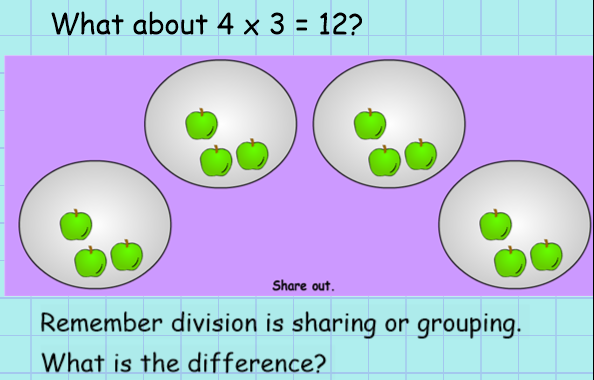 What about 4 x 3 = 12?
Share out.
Remember division is sharing or grouping.
What is the difference?